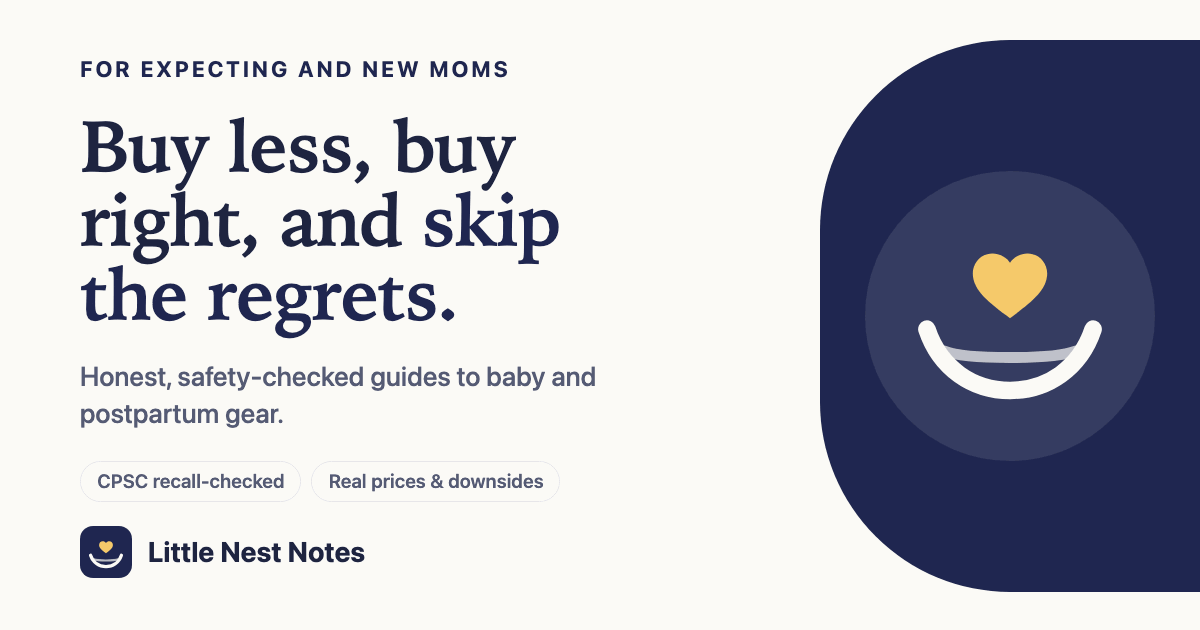 FOR EXPECTING AND NEW MOMS
Buy less, buy
right, and skip
the regrets.
Honest, safety-checked guides to baby and
postpartum gear.
CPSC recall-checked
Real prices & downsides
Little Nest Notes